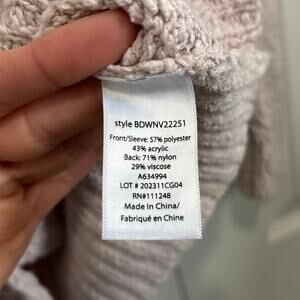 style BDWNV22251
Front/Sleeve: 57% polyester
43% acrylic
Back: 71% nylon
29% viscose
A634994
LOT # 202311CG04
RN#111248
Made In China/
Fabriqué en Chine